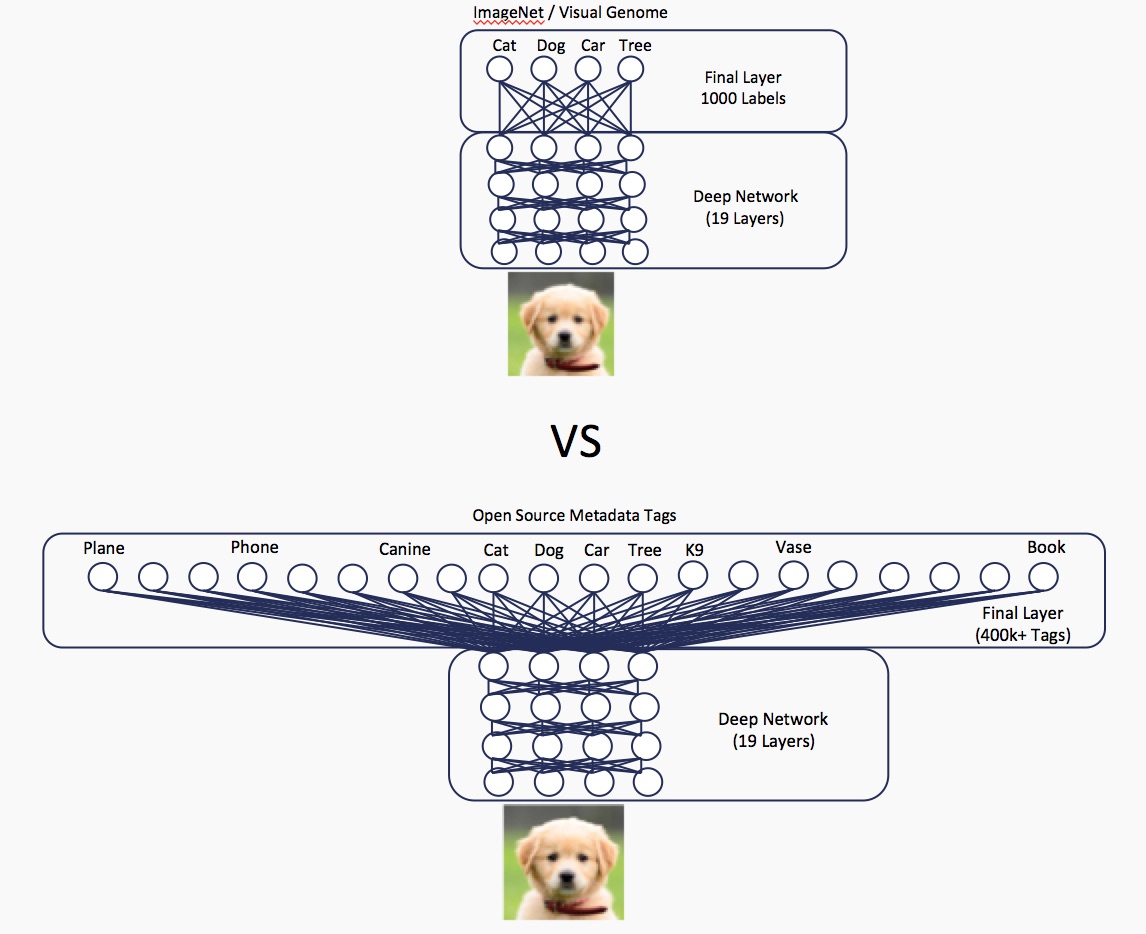 ImageNet / Visual Genome
Cat Dog Car Tree
Final Layer
1000 Labels
Deep Network
(19 Layers)
VS
Open Source Metadata Tags
Plane Phone Canine Cat Dog Car Tree K9 Vase Book
Final Layer
(400k+ Tags)
Deep Network
(19 Layers)